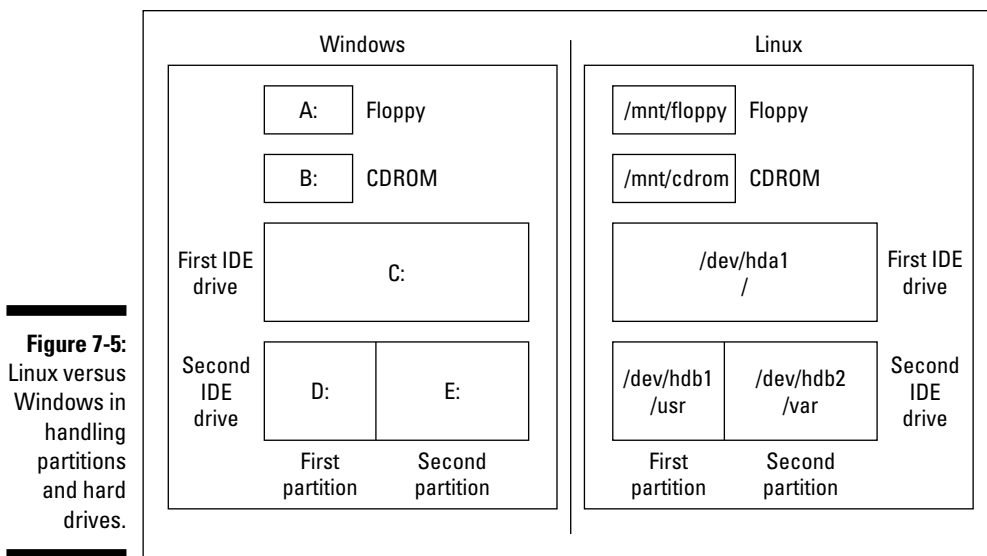 Figure 7-5:
Linux versus
Windows in
handling
partitions
and hard
drives.
Windows
A: Floppy
B: CDROM
First IDE
drive
C:
Second
IDE
drive
D: E:
First
partition
Second
partition
Linux
/mnt/floppy Floppy
/mnt/cdrom CDROM
/dev/hda1
/
First IDE
drive
/dev/hdb1
/usr
/dev/hdb2
/var
Second
IDE
drive
First
partition
Second
partition